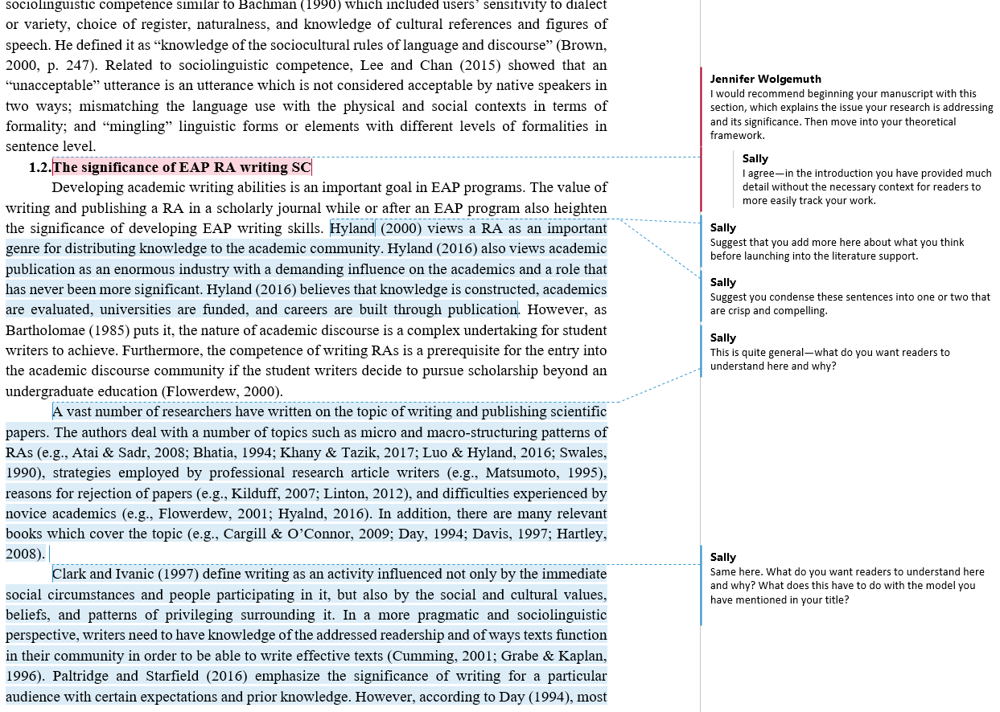 sociolinguistic competence similar to Bachman (1990) which included users' sensitivity to dialect
or variety, choice of register, naturalness, and knowledge of cultural references and figures of
speech. He defined it as “knowledge of the sociocultural rules of language and discourse” (Brown,
2000, p. 247). Related to sociolinguistic competence, Lee and Chan (2015) showed that an
“unacceptable” utterance is an utterance which is not considered acceptable by native speakers in
two ways; mismatching the language use with the physical and social contexts in terms of
formality; and “mingling” linguistic forms or elements with different levels of formalities in
sentence level.
1.2.The significance of EAP RA writing SC
Developing academic writing abilities is an important goal in EAP programs. The value of
writing and publishing a RA in a scholarly journal while or after an EAP program also heighten
the significance of developing EAP writing skills. Hyland (2000) views a RA as an important
genre for distributing knowledge to the academic community. Hyland (2016) also views academic
publication as an enormous industry with a demanding influence on the academics and a role that
has never been more significant. Hyland (2016) believes that knowledge is constructed, academics
are evaluated, universities are funded, and careers are built through publication. However, as
Bartholomae (1985) puts it, the nature of academic discourse is a complex undertaking for student
writers to achieve. Furthermore, the competence of writing RAs is a prerequisite for the entry into
the academic discourse community if the student writers decide to pursue scholarship beyond an
undergraduate education (Flowerdew, 2000).
A vast number of researchers have written on the topic of writing and publishing scientific
papers. The authors deal with a number of topics such as micro and macro-structuring patterns of
RAs (e.g., Atai & Sadr, 2008; Bhatia, 1994; Khany & Tazik, 2017; Luo & Hyland, 2016; Swales,
1990), strategies employed by professional research article writers (e.g., Matsumoto, 1995),
reasons for rejection of papers (e.g., Kilduff, 2007; Linton, 2012), and difficulties experienced by
novice academics (e.g., Flowerdew, 2001; Hyalnd, 2016). In addition, there are many relevant
books which cover the topic (e.g., Cargill & O’Connor, 2009; Day, 1994; Davis, 1997; Hartley,
2008).
Clark and Ivanic (1997) define writing as an activity influenced not only by the immediate
social circumstances and people participating in it, but also by the social and cultural values,
beliefs, and patterns of privileging surrounding it. In a more pragmatic and sociolinguistic
perspective, writers need to have knowledge of the addressed readership and of ways texts function
in their community in order to be able to write effective texts (Cumming, 2001; Grabe & Kaplan,
1996). Paltridge and Starfield (2016) emphasize the significance of writing for a particular
audience with certain expectations and prior knowledge. However, according to Day (1994), most
Jennifer Wolgemuth
I would recommend beginning your manuscript with this
section, which explains the issue your research is addressing
and its significance. Then move into your theoretical
framework.
Sally
I agree—in the introduction you have provided much
detail without the necessary context for readers to
more easily track your work.
Sally
Suggest that you add more here about what you think
before launching into the literature support.
Sally
Suggest you condense these sentences into one or two that
are crisp and compelling.
Sally
This is quite general—what do you want readers to
understand here and why?
Sally
Same here. What do you want readers to understand here
and why? What does this have to do with the model you
have mentioned in your title?